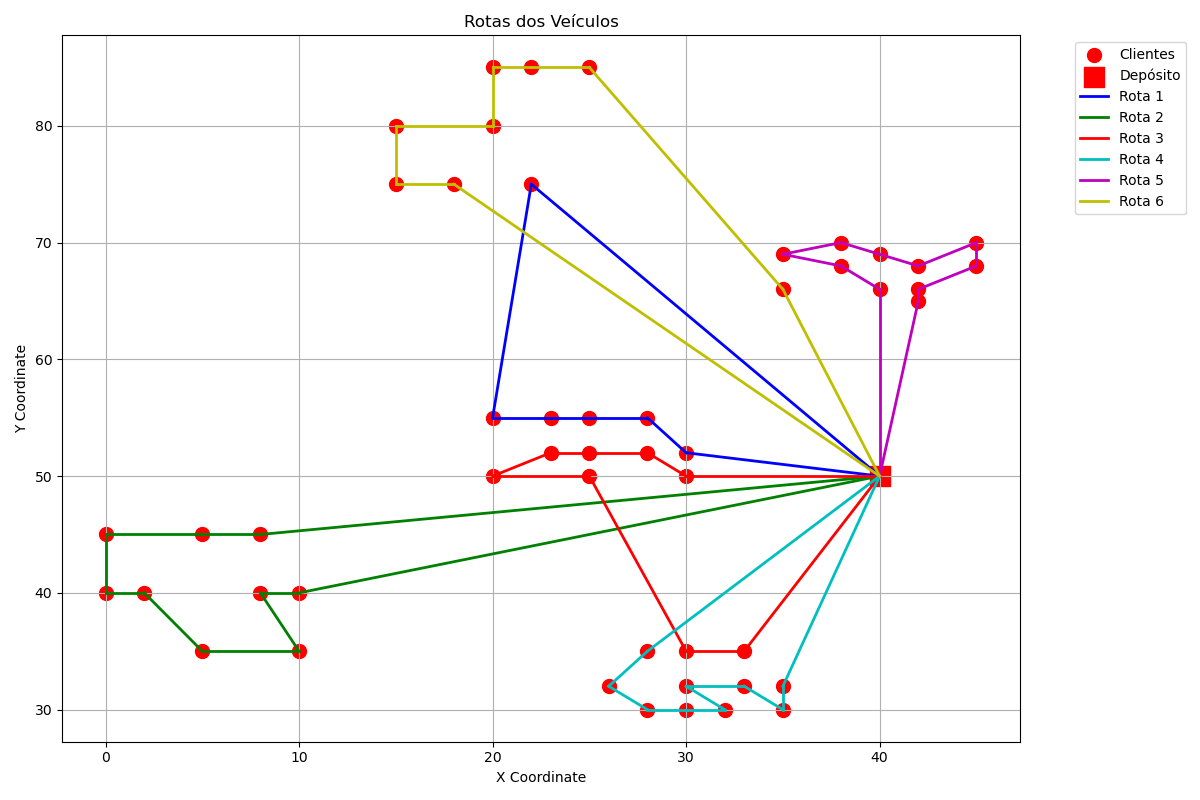 Rotas dos Veículos
Clientes
Depósito
Rota 1
Rota 2
Rota 3
Rota 4
Rota 5
Rota 6
Y Coordinate
80
70
60
50
40
30
0 10 20 30 40
X Coordinate